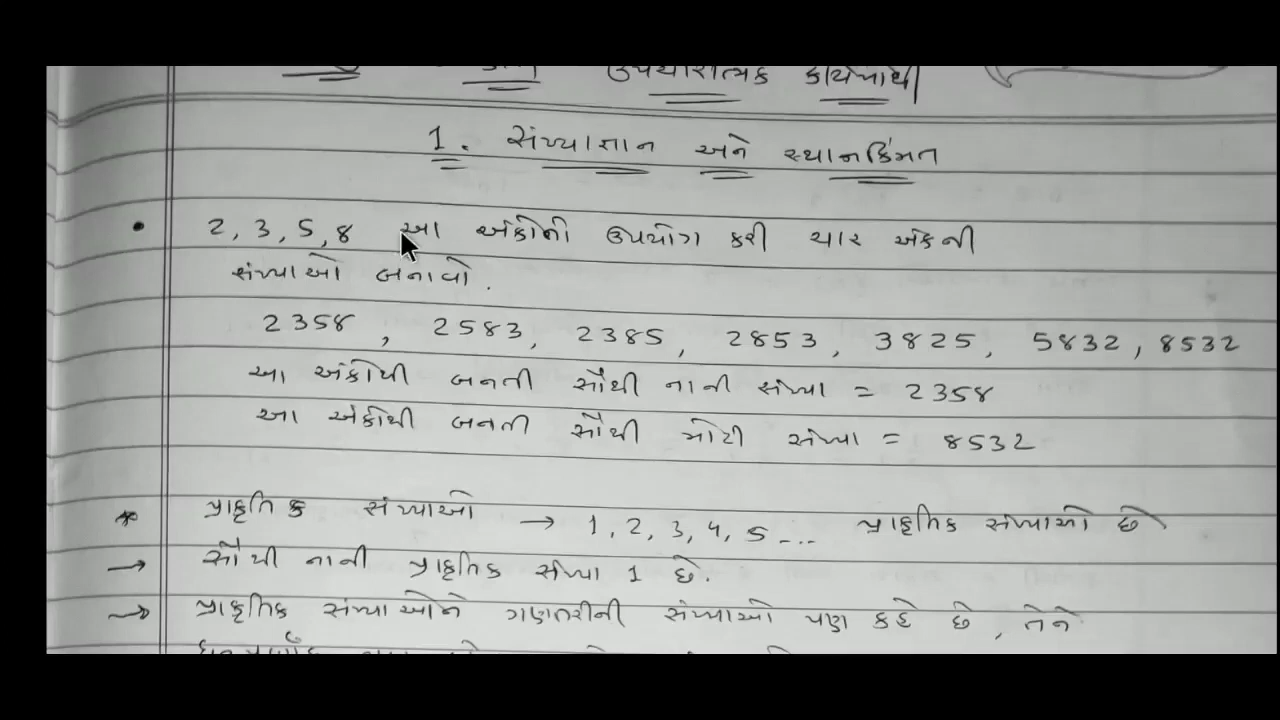 ઉપચારાત્મક કાર્યપોથી
1. સંખ્યાજ્ઞાન અને સ્થાનકિંમત
• 2, 3, 5, 8 આ અંકોનો ઉપયોગ કરી ચાર અંકની
સંખ્યાઓ બનાવો.
2358, 2583, 2385, 2853, 3825, 5832, 8532
આ અંકોથી બનતી સૌથી નાની સંખ્યા = 2358
આ અંકોથી બનતી સૌથી મોટી સંખ્યા = 8532
* પ્રાકૃતિક સંખ્યાઓ → 1, 2, 3, 4, 5 ... પ્રાકૃતિક સંખ્યાઓ છે
→ સૌથી નાની પ્રાકૃતિક સંખ્યા 1 છે.
→ પ્રાકૃતિક સંખ્યાઓને ગણતરીની સંખ્યાઓ પણ કહે છે, તેને